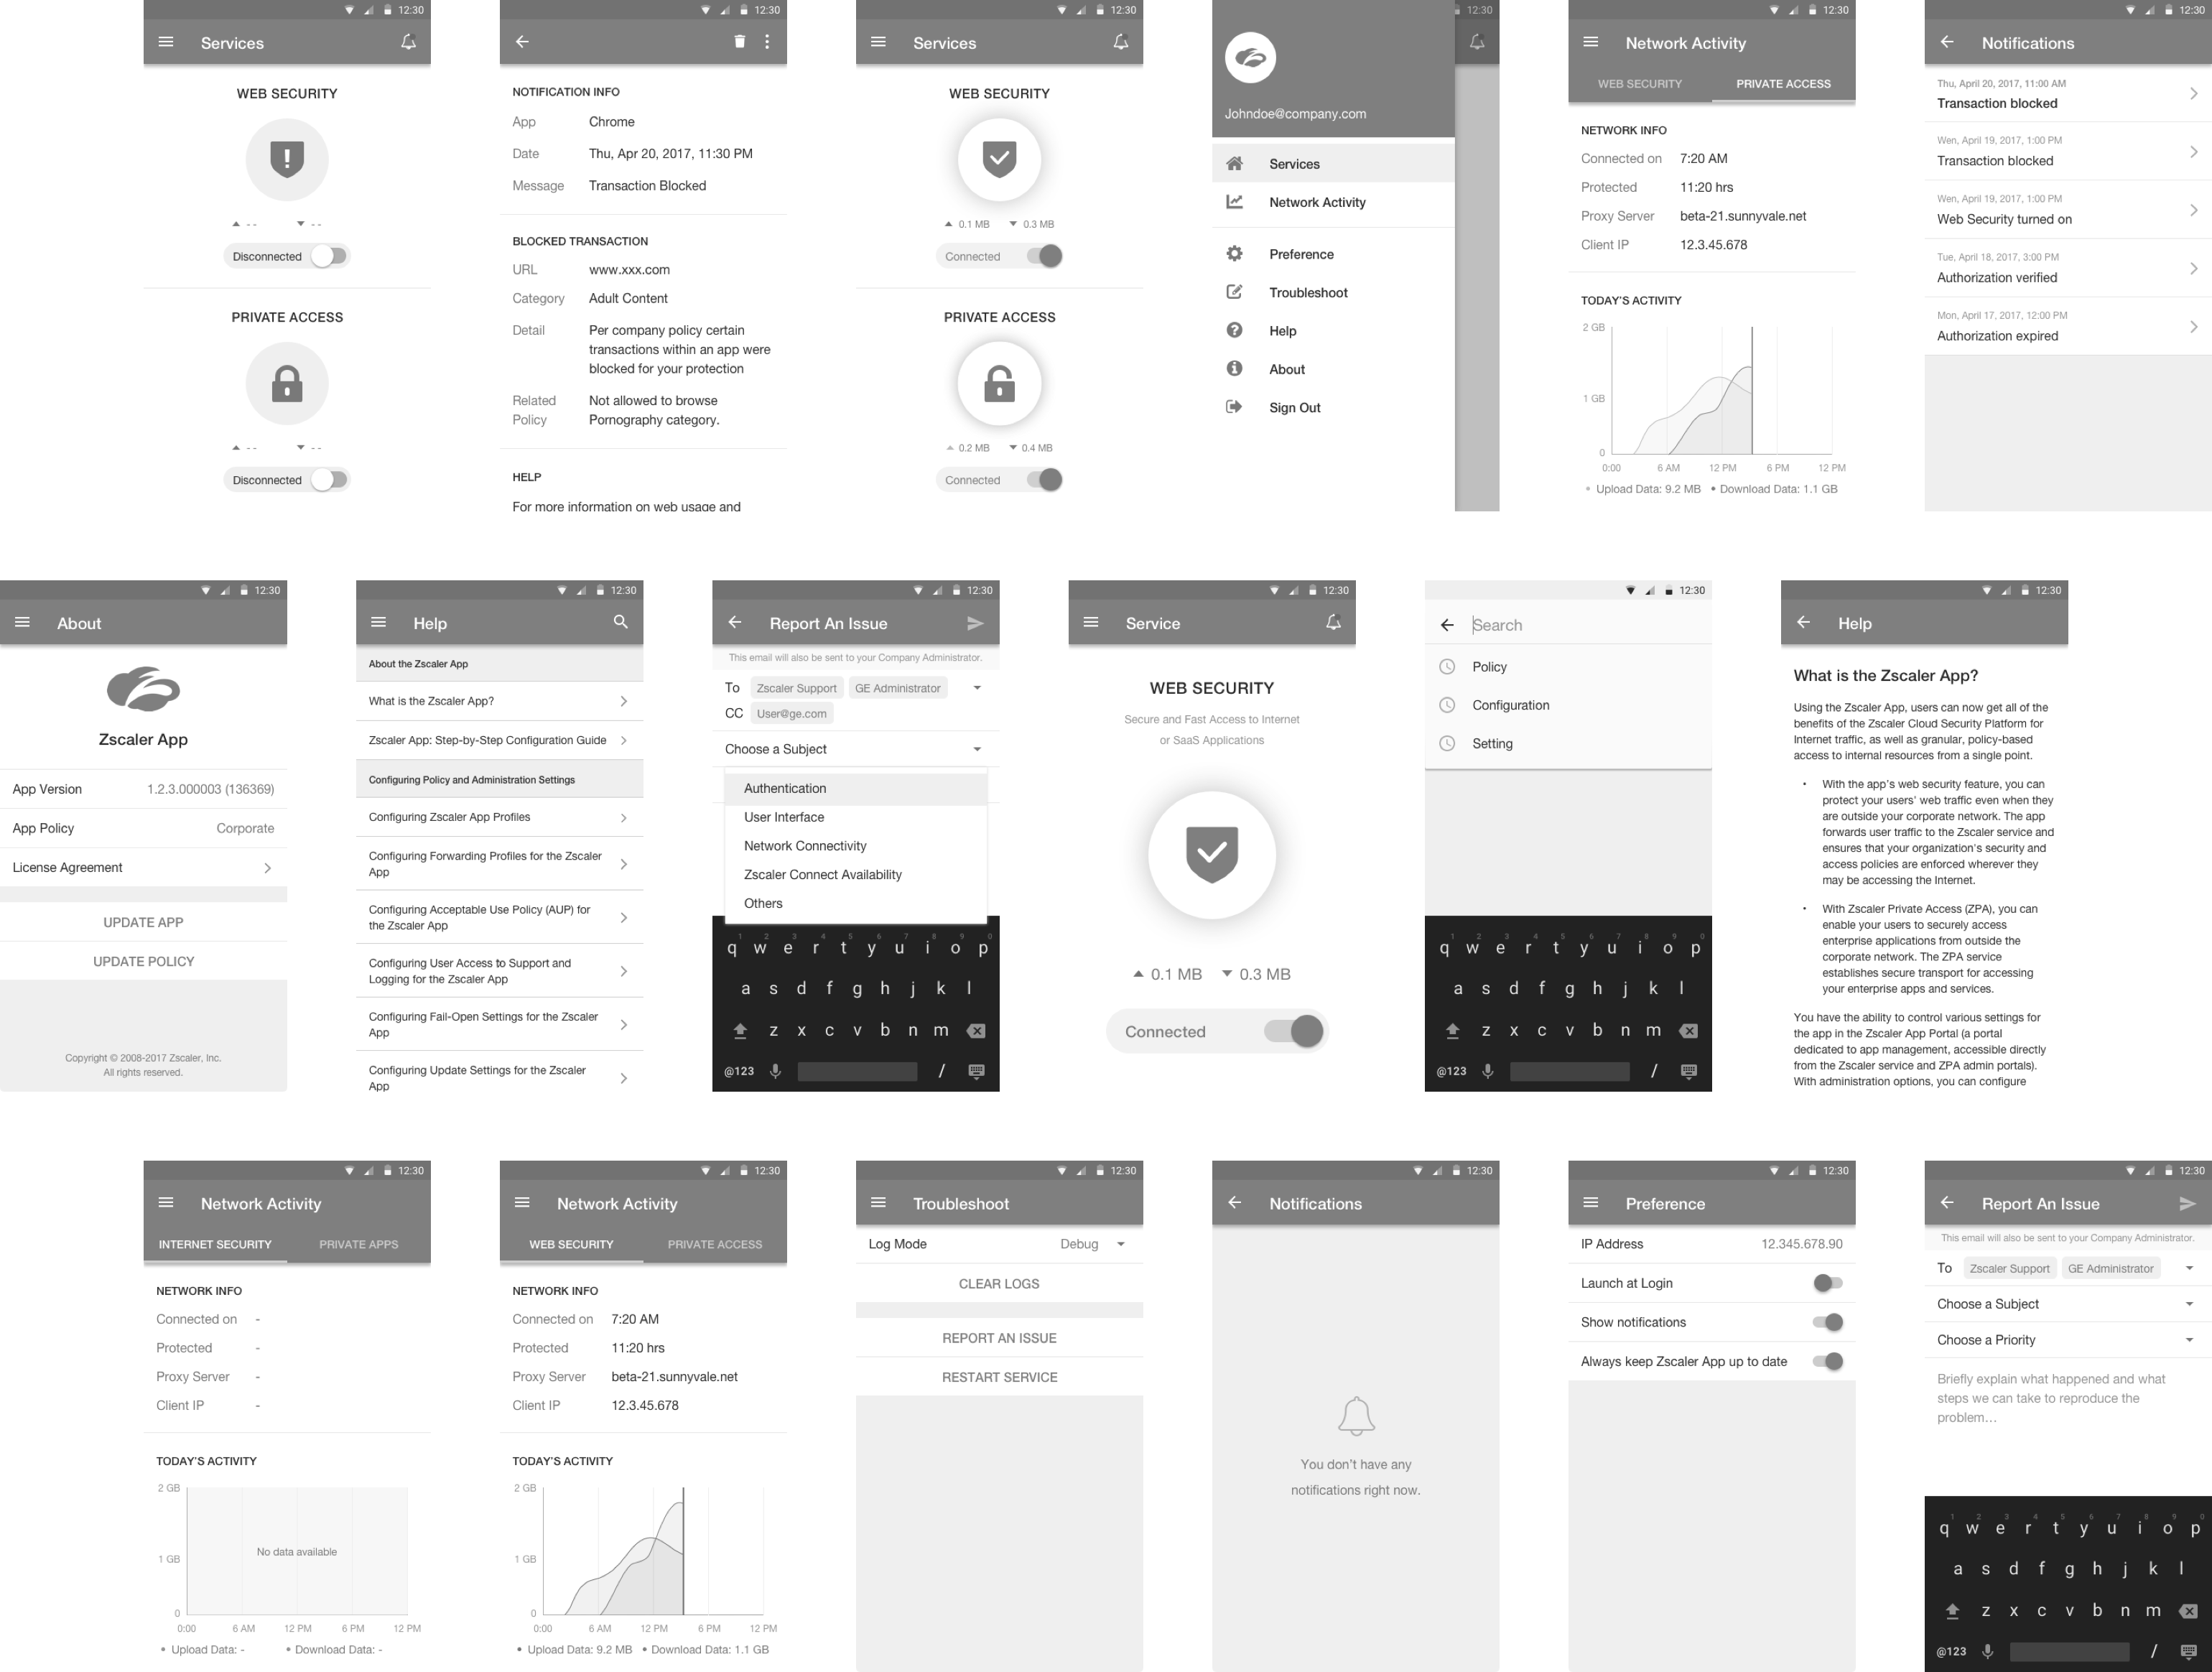 12:30
Services
WEB SECURITY
- -
- -
Disconnected
PRIVATE ACCESS
- -
- -
Disconnected
12:30
NOTIFICATION INFO
App Chrome
Date Thu, Apr 20, 2017, 11:30 PM
Message Transaction Blocked
BLOCKED TRANSACTION
URL www.xxx.com
Category Adult Content
Detail Per company policy certain
transactions within an app were
blocked for your protection
Related Not allowed to browse
Policy Pornography category.
HELP
For more information on web usage and
12:30
Services
WEB SECURITY
0.1 MB 0.3 MB
Connected
PRIVATE ACCESS
0.2 MB 0.4 MB
Connected
12:30
Johndoe@company.com
Services
Network Activity
Preference
Troubleshoot
Help
About
Sign Out
12:30
Network Activity
WEB SECURITY PRIVATE ACCESS
NETWORK INFO
Connected on 7:20 AM
Protected 11:20 hrs
Proxy Server beta-21.sunnyvale.net
Client IP 12.3.45.678
TODAY'S ACTIVITY
2 GB
1 GB
0
0:00 6 AM 12 PM 6 PM 12 PM
• Upload Data: 9.2 MB • Download Data: 1.1 GB
12:30
Notifications
Thu, April 20, 2017, 11:00 AM
Transaction blocked
Wen, April 19, 2017, 1:00 PM
Transaction blocked
Wen, April 19, 2017, 1:00 PM
Web Security turned on
Tue, April 18, 2017, 3:00 PM
Authorization verified
Mon, April 17, 2017, 12:00 PM
Authorization expired
12:30
About
Zscaler App
App Version 1.2.3.000003 (136369)
App Policy Corporate
License Agreement
UPDATE APP
UPDATE POLICY
Copyright © 2008-2017 Zscaler, Inc.
All rights reserved.
12:30
Help
About the Zscaler App
What is the Zscaler App?
Zscaler App: Step-by-Step Configuration Guide
Configuring Policy and Administration Settings
Configuring Zscaler App Profiles
Configuring Forwarding Profiles for the Zscaler
App
Configuring Acceptable Use Policy (AUP) for
the Zscaler App
Configuring User Access to Support and
Logging for the Zscaler App
Configuring Fail-Open Settings for the Zscaler
App
Configuring Update Settings for the Zscaler
App
12:30
Report An Issue
This email will also be sent to your Company Administrator.
To Zscaler Support GE Administrator
CC User@ge.com
Choose a Subject
Authentication
User Interface
Network Connectivity
Zscaler Connect Availability
Others
1 2 3 4 5 6 7 8 9 0
q w e r t y u i o p
a s d f g h j k l
z x c v b n m
@123 /
12:30
Service
WEB SECURITY
Secure and Fast Access to Internet
or SaaS Applications
0.1 MB 0.3 MB
Connected
12:30
Search
Policy
Configuration
Setting
1 2 3 4 5 6 7 8 9 0
q w e r t y u i o p
a s d f g h j k l
z x c v b n m
@123 /
12:30
Help
What is the Zscaler App?
Using the Zscaler App, users can now get all of the
benefits of the Zscaler Cloud Security Platform for
Internet traffic, as well as granular, policy-based
access to internal resources from a single point.
• With the app's web security feature, you can
protect your users' web traffic even when they
are outside your corporate network. The app
forwards user traffic to the Zscaler service and
ensures that your organization's security and
access policies are enforced wherever they
may be accessing the Internet.
• With Zscaler Private Access (ZPA), you can
enable your users to securely access
enterprise applications from outside the
corporate network. The ZPA service
establishes secure transport for accessing
your enterprise apps and services.
You have the ability to control various settings for
the app in the Zscaler App Portal (a portal
dedicated to app management, accessible directly
from the Zscaler service and ZPA admin portals).
With administration options, you can configure
12:30
Network Activity
INTERNET SECURITY PRIVATE APPS
NETWORK INFO
Connected on -
Protected -
Proxy Server -
Client IP -
TODAY'S ACTIVITY
2 GB
1 GB
No data available
0
0:00 6 AM 12 PM 6 PM 12 PM
• Upload Data: - • Download Data: -
12:30
Network Activity
WEB SECURITY PRIVATE ACCESS
NETWORK INFO
Connected on 7:20 AM
Protected 11:20 hrs
Proxy Server beta-21.sunnyvale.net
Client IP 12.3.45.678
TODAY'S ACTIVITY
2 GB
1 GB
0
0:00 6 AM 12 PM 6 PM 12 PM
• Upload Data: 9.2 MB • Download Data: 1.1 GB
12:30
Troubleshoot
Log Mode Debug
CLEAR LOGS
REPORT AN ISSUE
RESTART SERVICE
12:30
Notifications
You don't have any
notifications right now.
12:30
Preference
IP Address 12.345.678.90
Launch at Login
Show notifications
Always keep Zscaler App up to date
12:30
Report An Issue
This email will also be sent to your Company Administrator.
To Zscaler Support GE Administrator
Choose a Subject
Choose a Priority
Briefly explain what happened and what
steps we can take to reproduce the
problem...
1 2 3 4 5 6 7 8 9 0
q w e r t y u i o p
a s d f g h j k l
z x c v b n m
@123 /